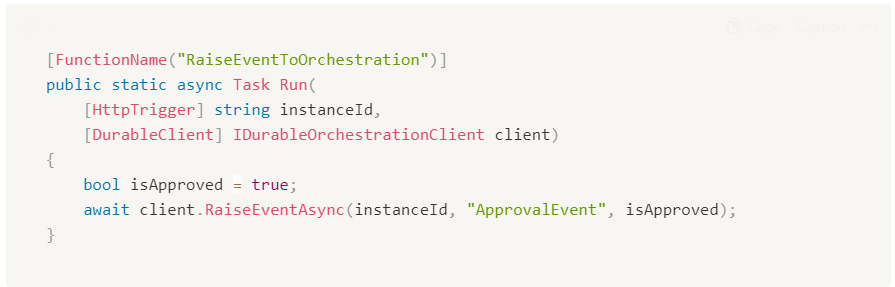 Copy Caption
[FunctionName("RaiseEventToOrchestration")]
public static async Task Run(
    [HttpTrigger] string instanceId,
    [DurableClient] IDurableOrchestrationClient client)
{
    bool isApproved = true;
    await client.RaiseEventAsync(instanceId, "ApprovalEvent", isApproved);
}